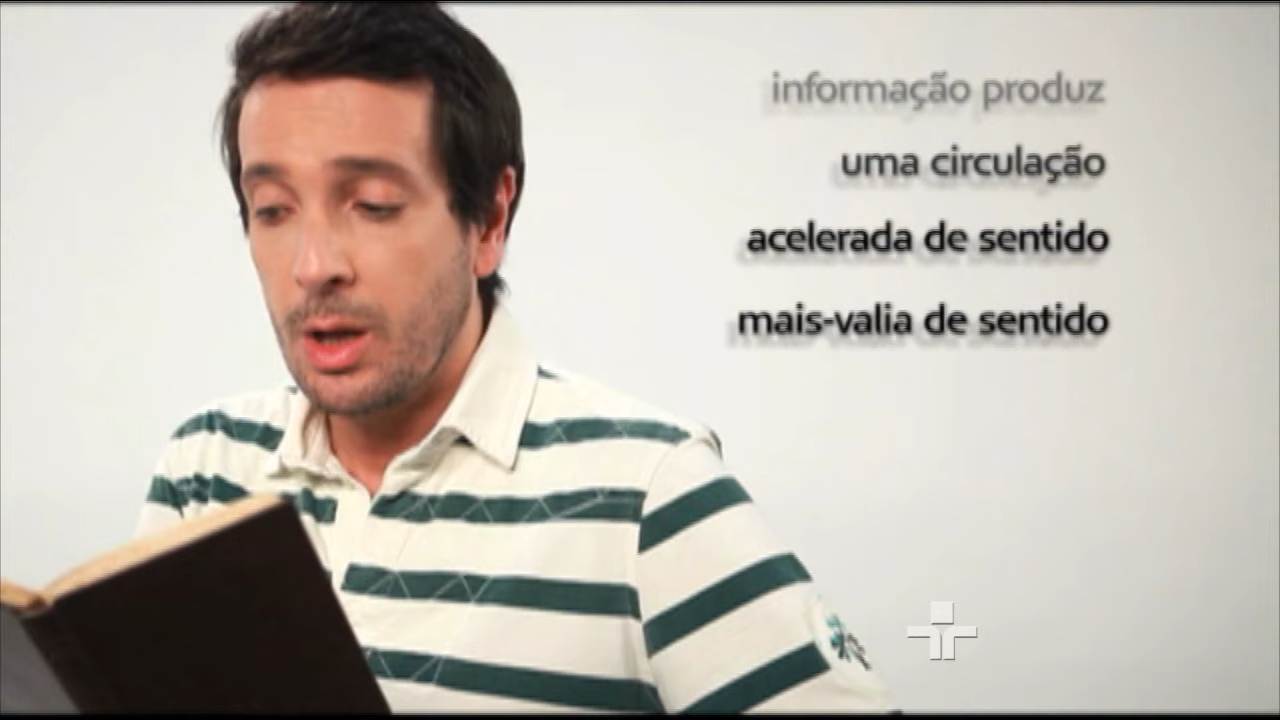 informação produz
uma circulação
acelerada de sentido
mais-valia de sentido